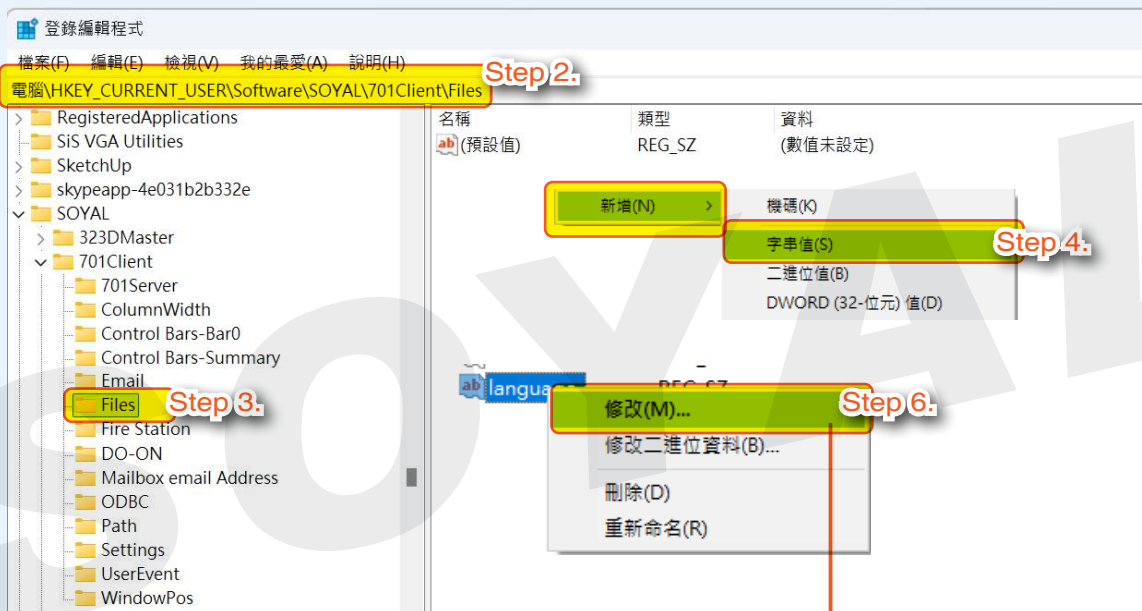 登錄編輯程式
檔案(F) 編輯(E) 檢視(V) 我的最愛(A) 說明(H)
Step 2.
電腦\HKEY_CURRENT_USER\Software\SOYAL\701Client\Files
RegisteredApplications
SiS VGA Utilities
SketchUp
skypeapp-4e031b2b332e
SOYAL
323DMaster
701Client
701Server
ColumnWidth
Control Bars-Bar0
Control Bars-Summary
Email
Files
Step 3.
Fire Station
DO-ON
Mailbox email Address
ODBC
Path
Settings
UserEvent
WindowPos
名稱 類型 資料
ab (預設值) REG_SZ (數值未設定)
新增(N) >
機碼(K)
字串值(S)
Step 4.
二進位值(B)
DWORD (32-位元) 值(D)
ab langua REG_SZ
修改(M)...
Step 6.
修改二進位資料(B)...
刪除(D)
重新命名(R)
SOYAL